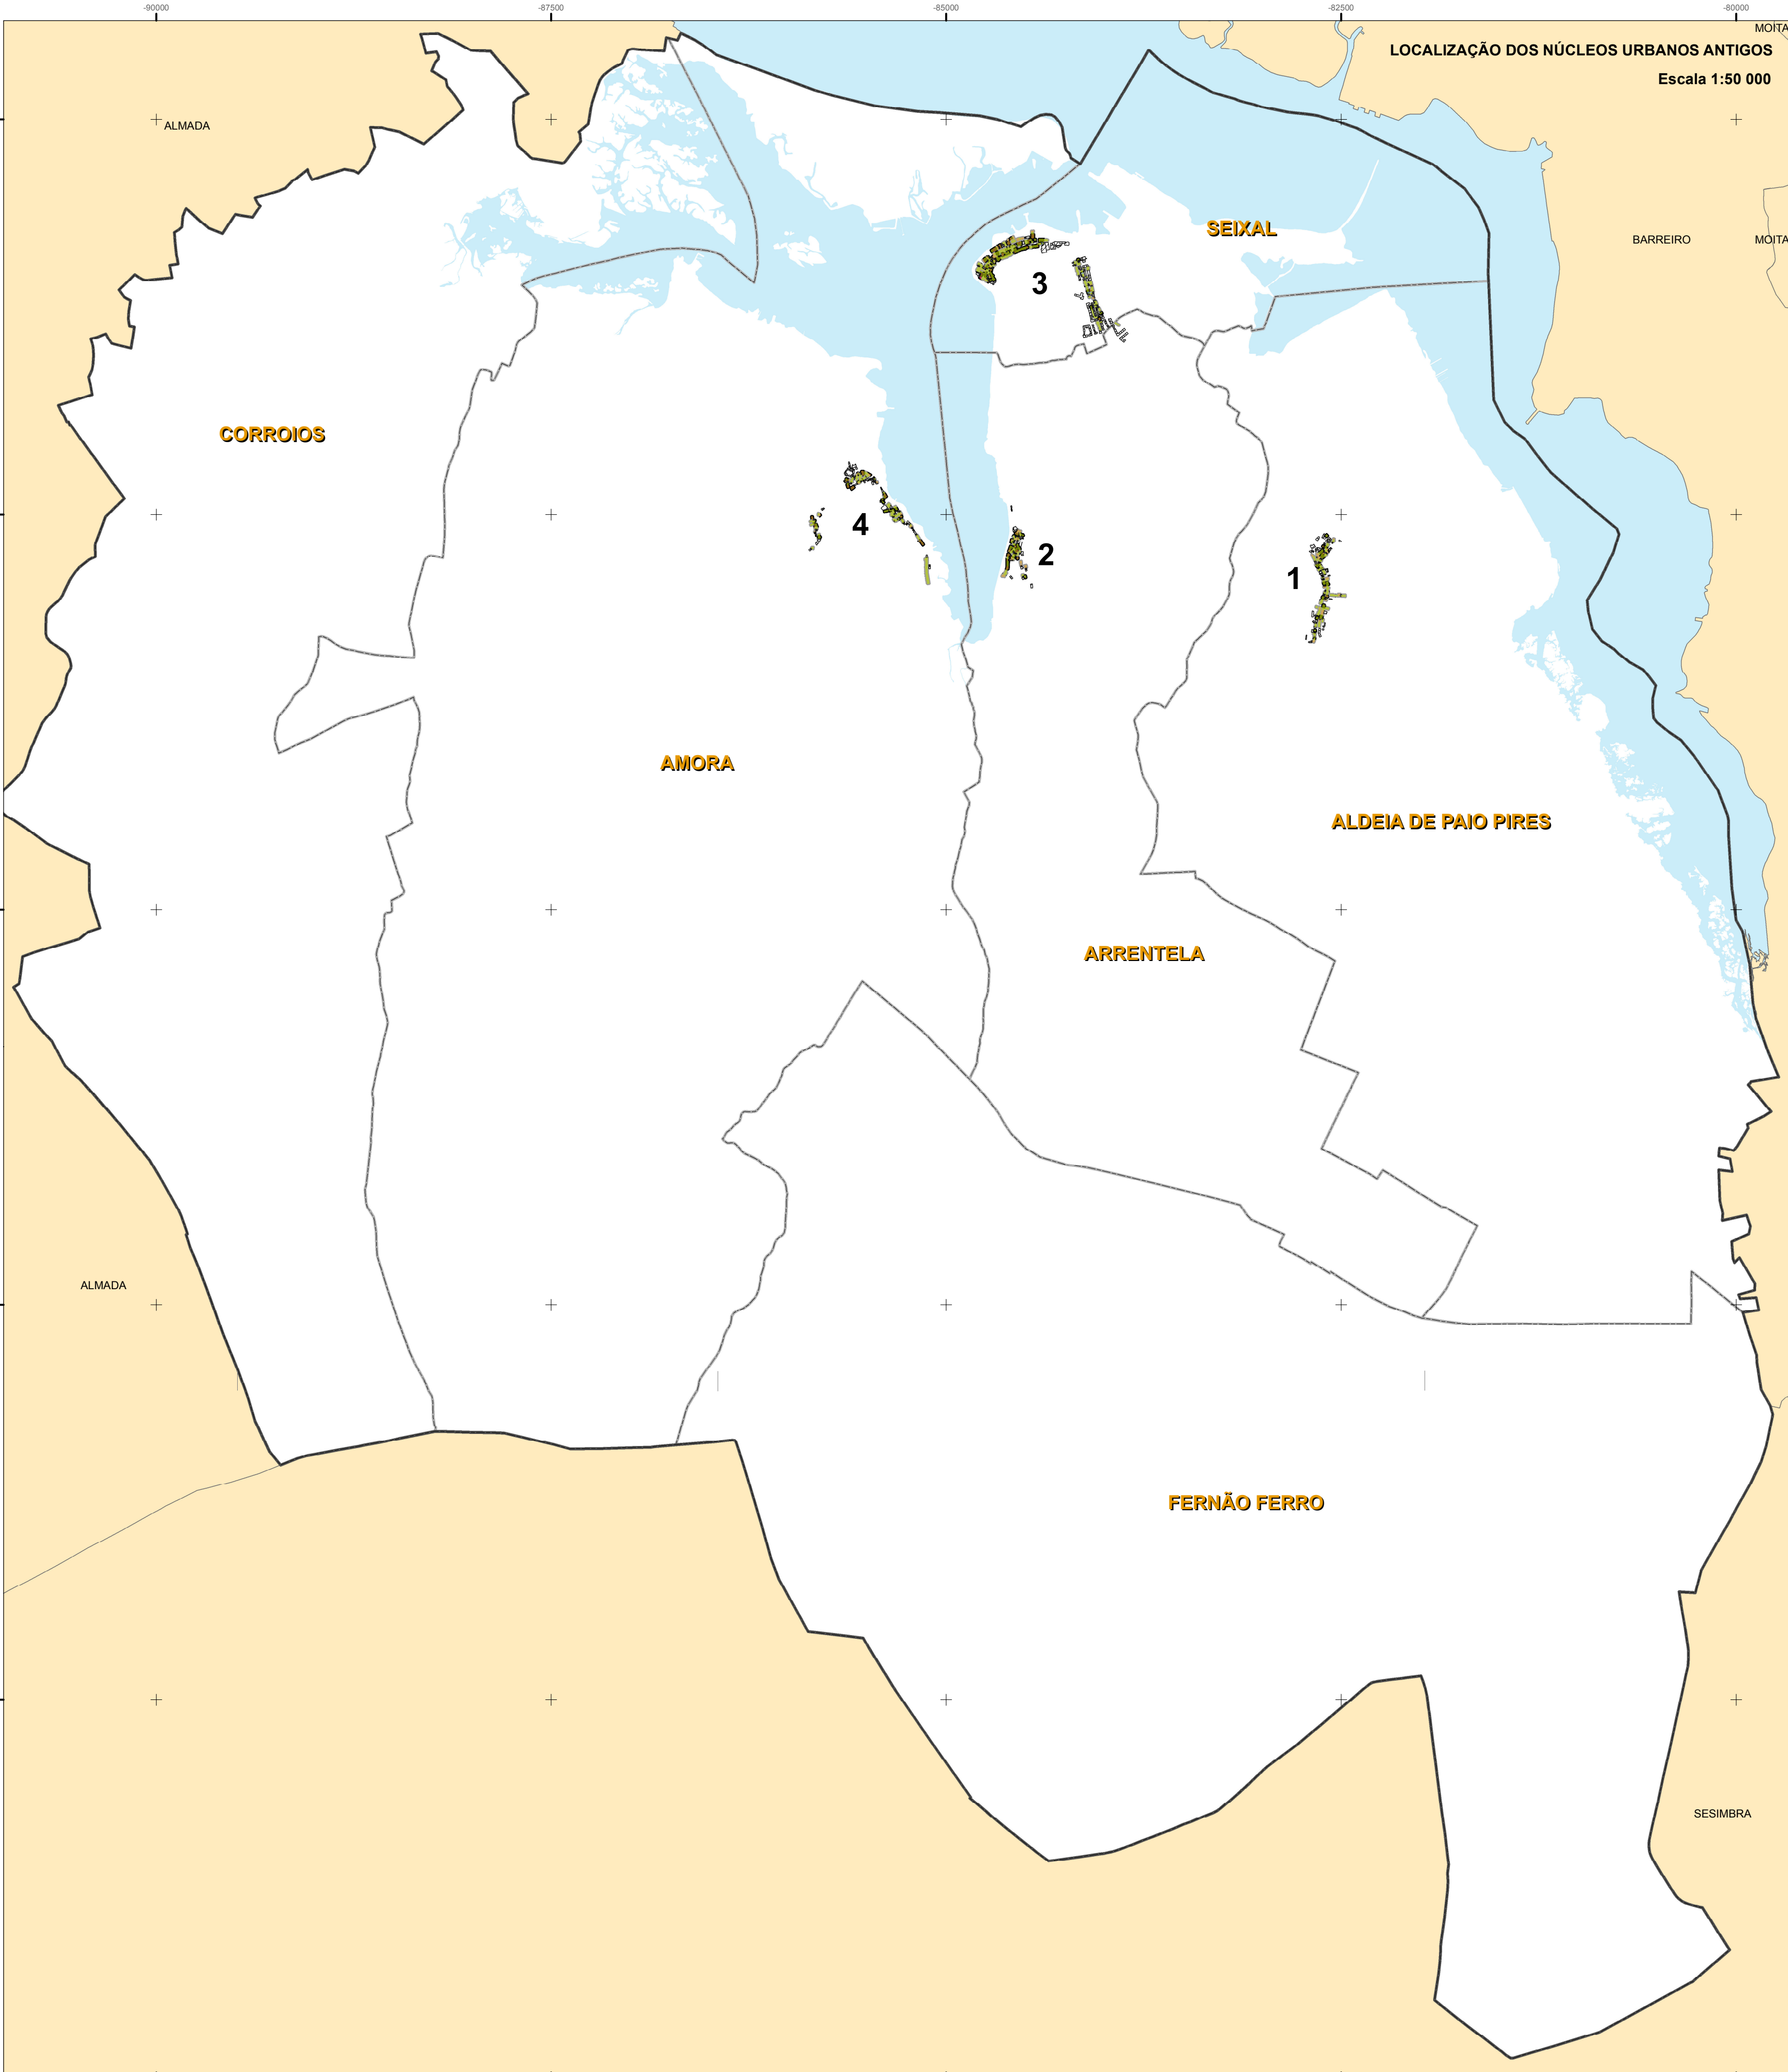 -90000
-87500
-85000
-82500
-80000
MOITA
LOCALIZAÇÃO DOS NÚCLEOS URBANOS ANTIGOS
Escala 1:50 000
ALMADA
SEIXAL
BARREIRO
MOITA
3
CORROIOS
4
2
1
AMORA
ALDEIA DE PAIO PIRES
ARRENTELA
ALMADA
FERNÃO FERRO
SESIMBRA